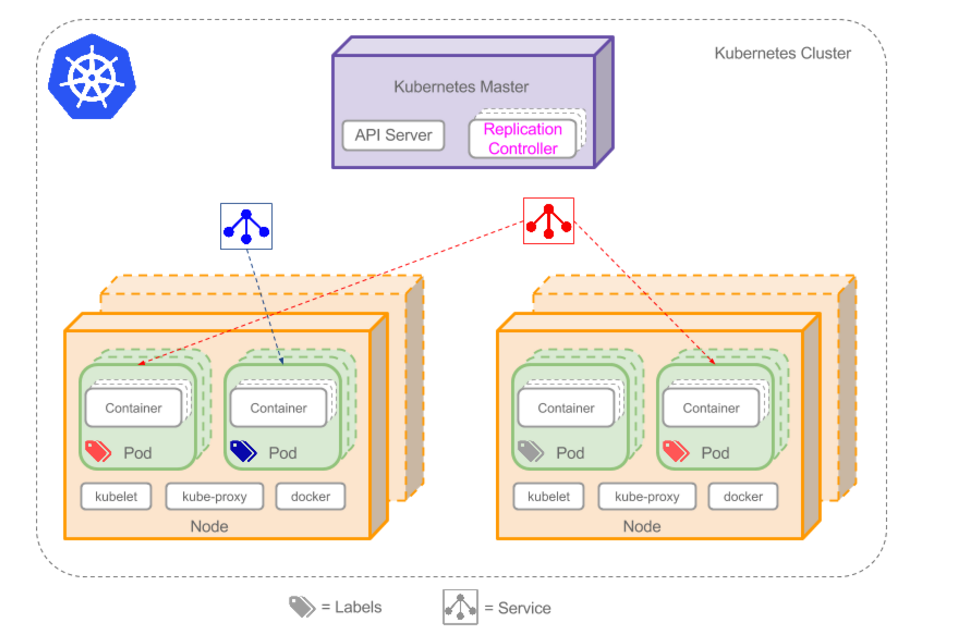 Kubernetes Cluster
Kubernetes Master
API Server
Replication
Controller
Container
Container
Container
Container
Pod
Pod
Pod
Pod
kubelet
kube-proxy
docker
kubelet
kube-proxy
docker
Node
Node
= Labels
= Service